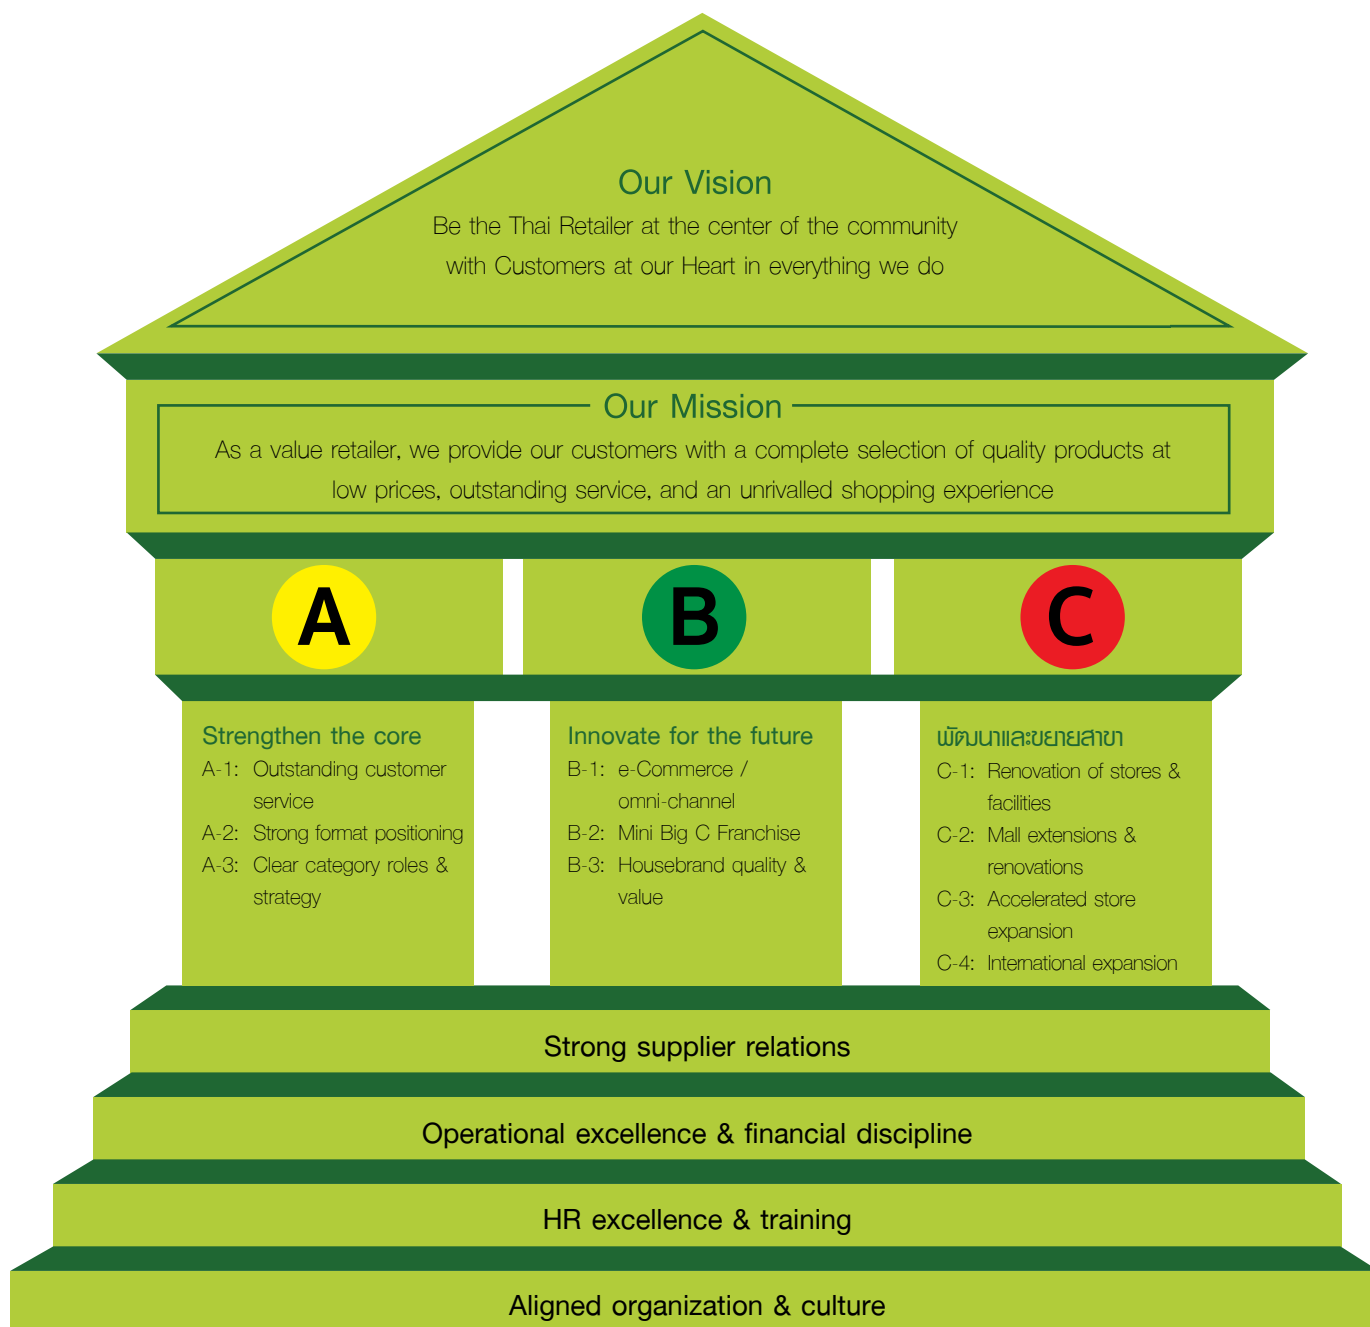 Our Vision
Be the Thai Retailer at the center of the community
with Customers at our Heart in everything we do
Our Mission
As a value retailer, we provide our customers with a complete selection of quality products at
low prices, outstanding service, and an unrivalled shopping experience
A
B
C
Strengthen the core
A-1: Outstanding customer
service
A-2: Strong format positioning
A-3: Clear category roles &
strategy
Innovate for the future
B-1: e-Commerce /
omni-channel
B-2: Mini Big C Franchise
B-3: Housebrand quality &
value
พัฒนาและขยายสาขา
C-1: Renovation of stores &
facilities
C-2: Mall extensions &
renovations
C-3: Accelerated store
expansion
C-4: International expansion
Strong supplier relations
Operational excellence & financial discipline
HR excellence & training
Aligned organization & culture